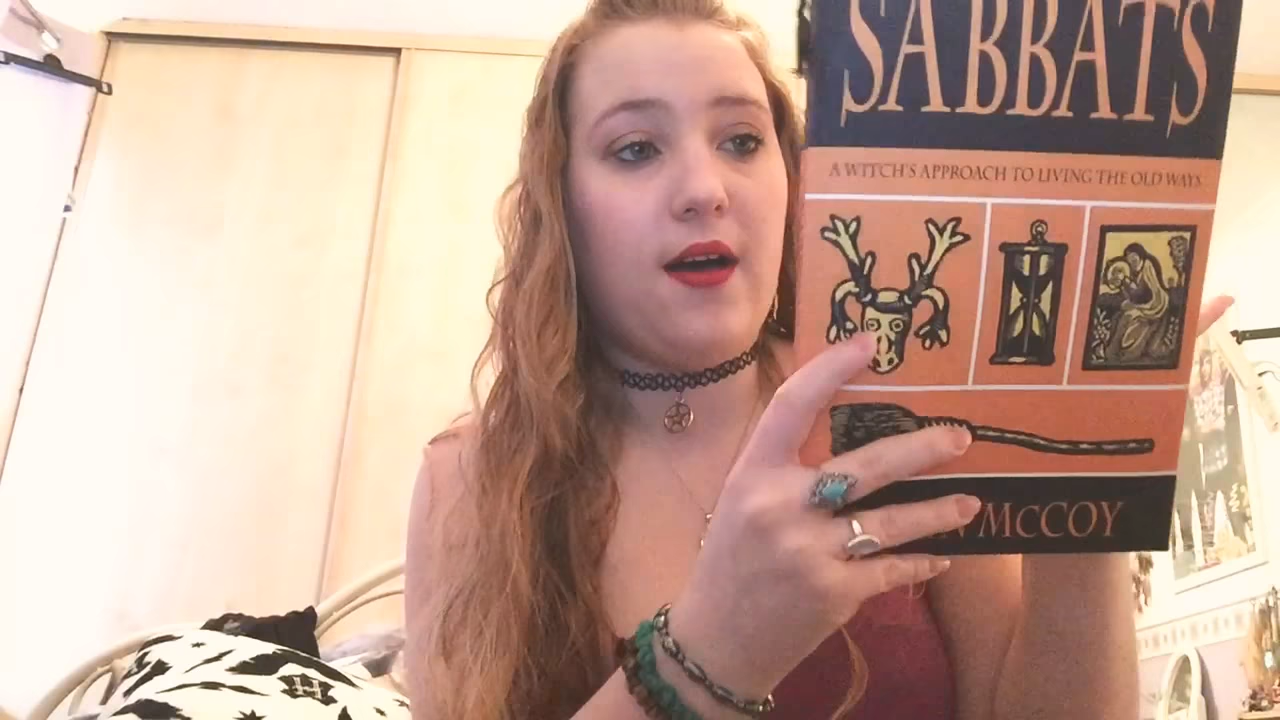 SABBATS
A WITCH'S APPROACH TO LIVING THE OLD WAYS
MCCOY
H